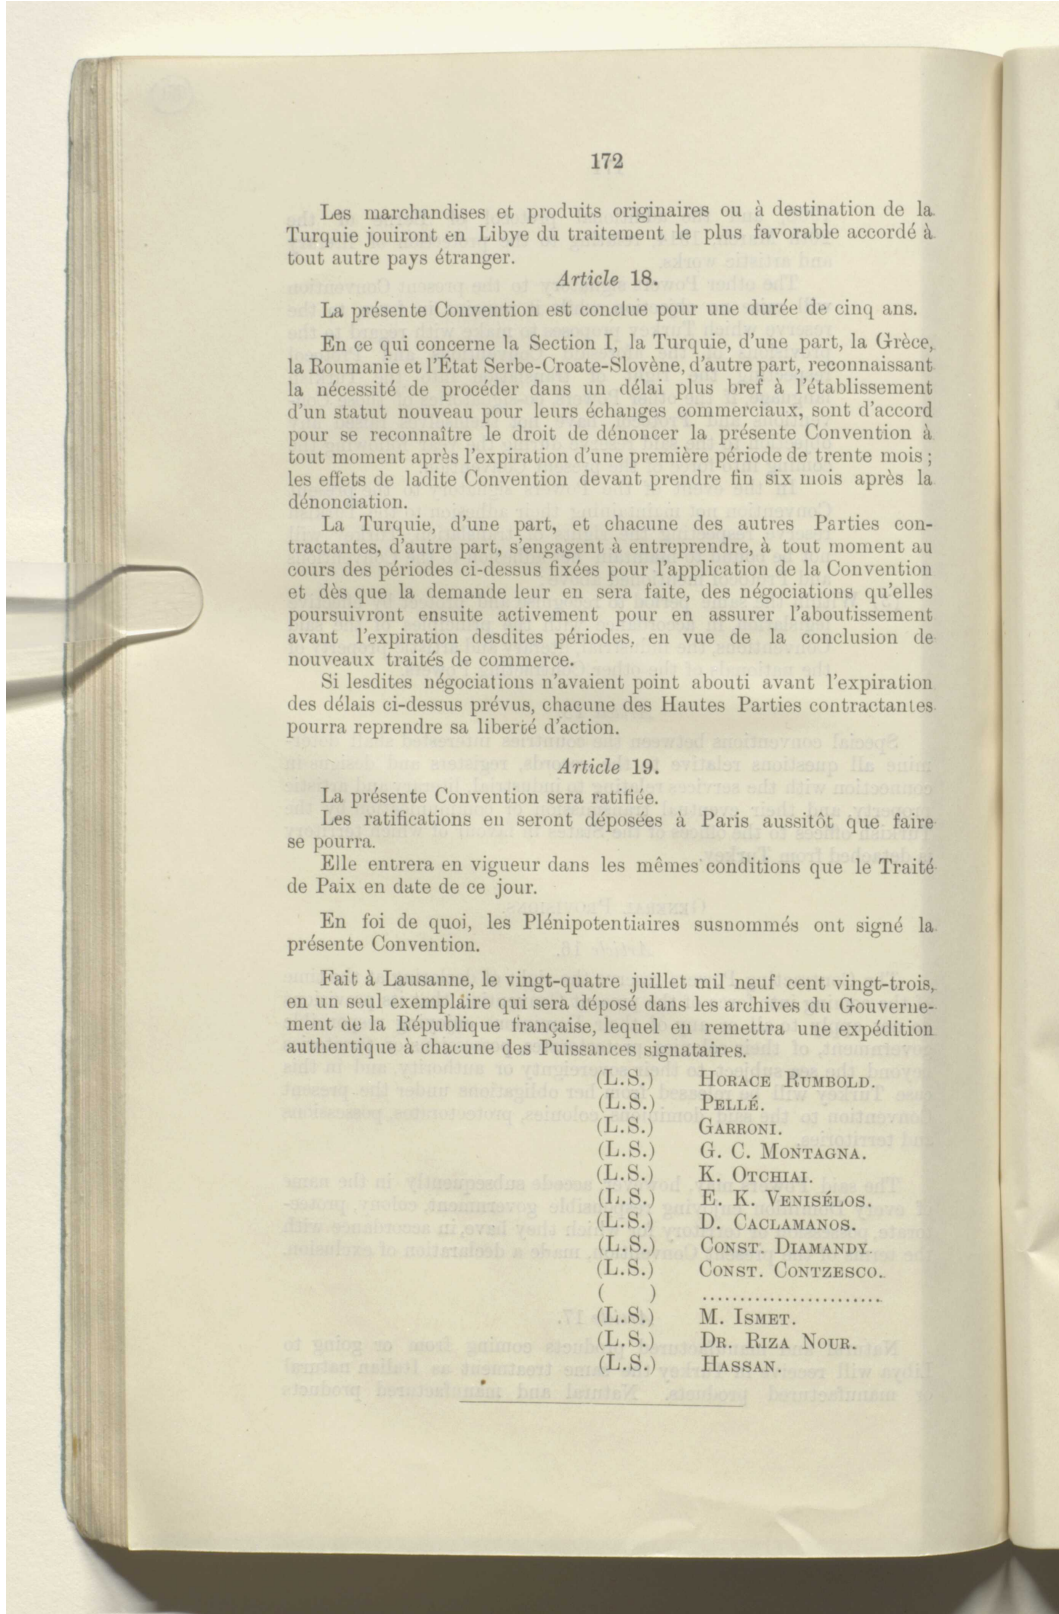 172
Les marchandises et produits originaires ou à destination de la
Turquie jouiront en Libye du traitement le plus favorable accordé à
tout autre pays étranger.
Article 18.
La présente Convention est conclue pour une durée de cinq ans.
En ce qui concerne la Section I, la Turquie, d'une part, la Grèce,
la Roumanie et l'État Serbe-Croate-Slovène, d'autre part, reconnaissant
la nécessité de procéder dans un délai plus bref à l'établissement
d'un statut nouveau pour leurs échanges commerciaux, sont d'accord
pour se reconnaître le droit de dénoncer la présente Convention à
tout moment après l'expiration d'une première période de trente mois ;
les effets de ladite Convention devant prendre fin six mois après la
dénonciation.
La Turquie, d'une part, et chacune des autres Parties con-
tractantes, d'autre part, s'engagent à entreprendre, à tout moment au
cours des périodes ci-dessus fixées pour l'application de la Convention
et dès que la demande leur en sera faite, des négociations qu'elles
poursuivront ensuite activement pour en assurer l'aboutissement
avant l'expiration desdites périodes, en vue de la conclusion de
nouveaux traités de commerce.
Si lesdites négociations n'avaient point abouti avant l'expiration
des délais ci-dessus prévus, chacune des Hautes Parties contractantes
pourra reprendre sa liberté d'action.
Article 19.
La présente Convention sera ratifiée.
Les ratifications en seront déposées à Paris aussitôt que faire
se pourra.
Elle entrera en vigueur dans les mêmes conditions que le Traité
de Paix en date de ce jour.
En foi de quoi, les Plénipotentiaires susnommés ont signé la
présente Convention.
Fait à Lausanne, le vingt-quatre juillet mil neuf cent vingt-trois,
en un seul exemplaire qui sera déposé dans les archives du Gouverne-
ment de la République française, lequel en remettra une expédition
authentique à chacune des Puissances signataires.
(L.S.) HORACE RUMBOLD.
(L.S.) PELLÉ.
(L.S.) GARRONI.
(L.S.) G. C. MONTAGNA.
(L.S.) K. OTCHIAI.
(L.S.) E. K. VENISÉLOS.
(L.S.) D. CACLAMANOS.
(L.S.) CONST. DIAMANDY.
(L.S.) CONST. CONTZESCO.
( ) ........................
(L.S.) M. ISMET.
(L.S.) DR. RIZA NOUR.
(L.S.) HASSAN.